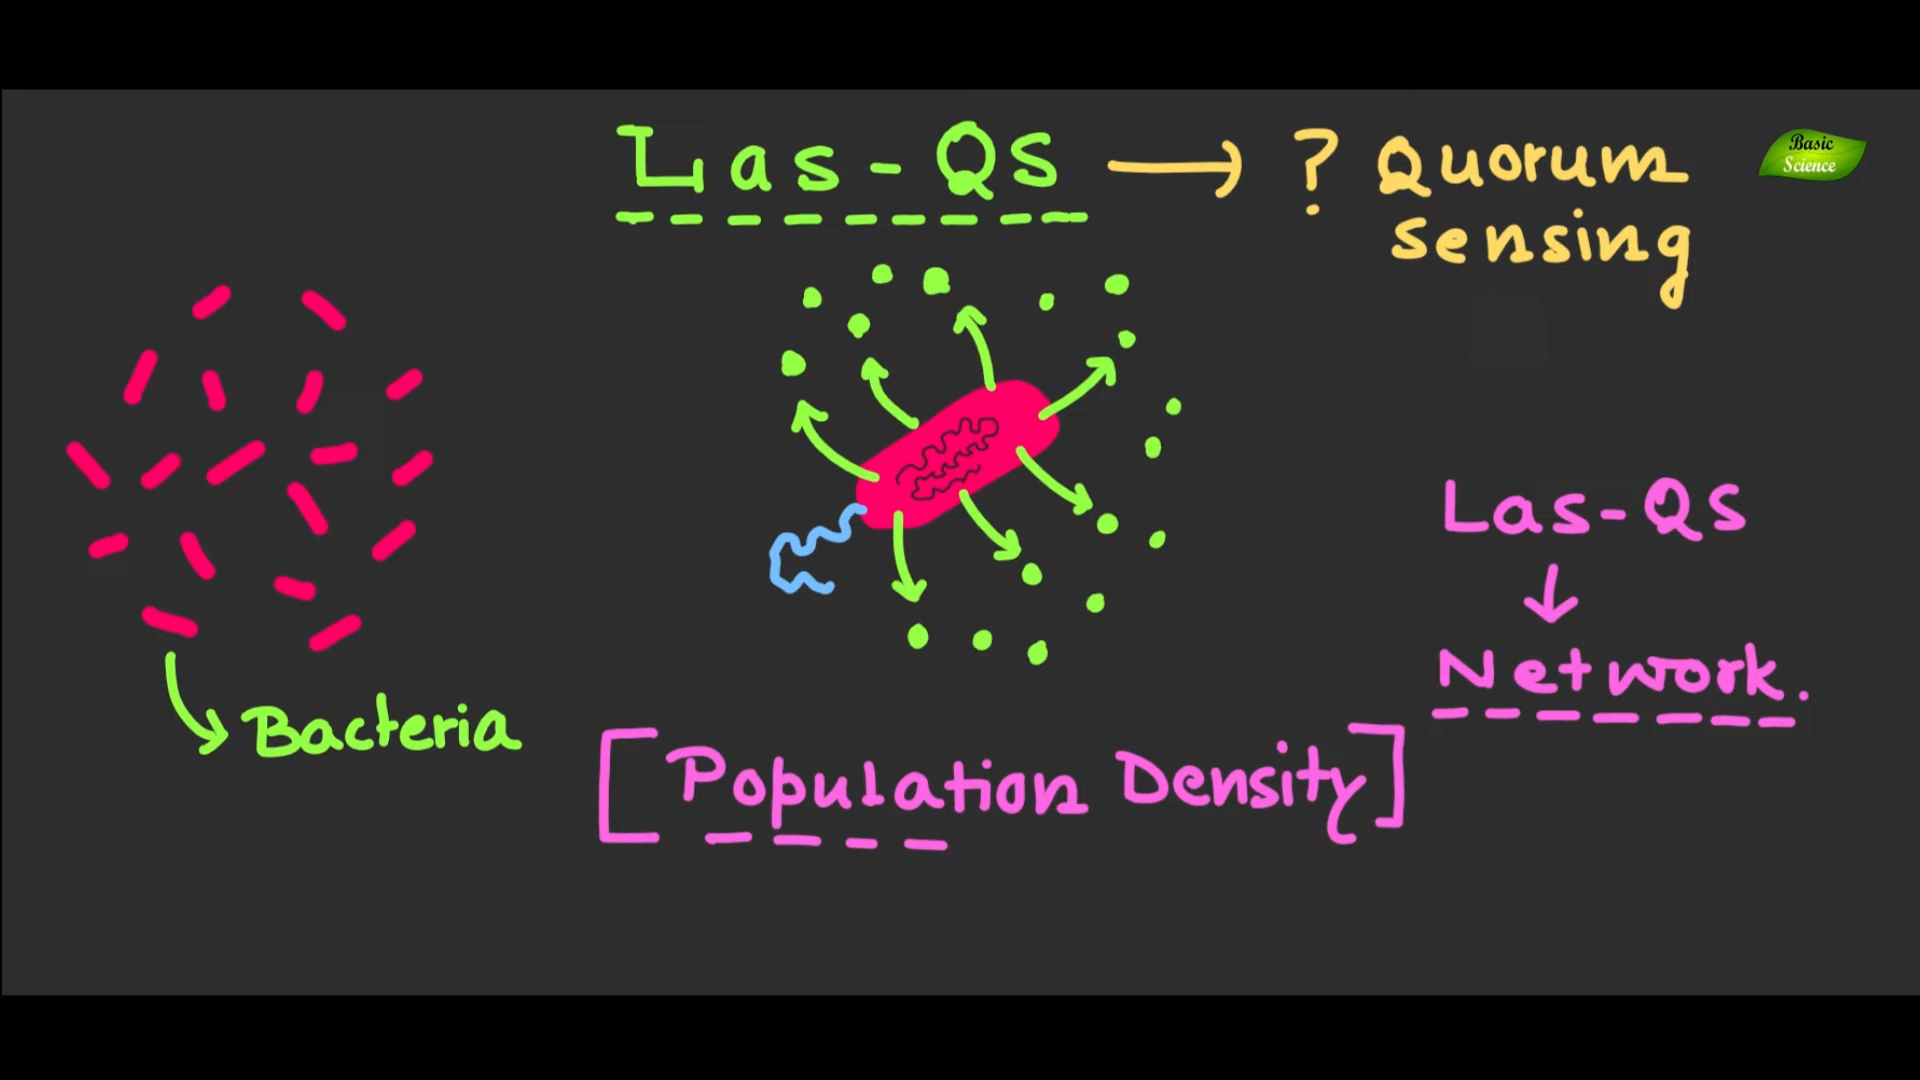 Las-QS → ? Quorum
sensing
Basic
Science
Las-QS
↓
Network.
Bacteria
[Population Density]